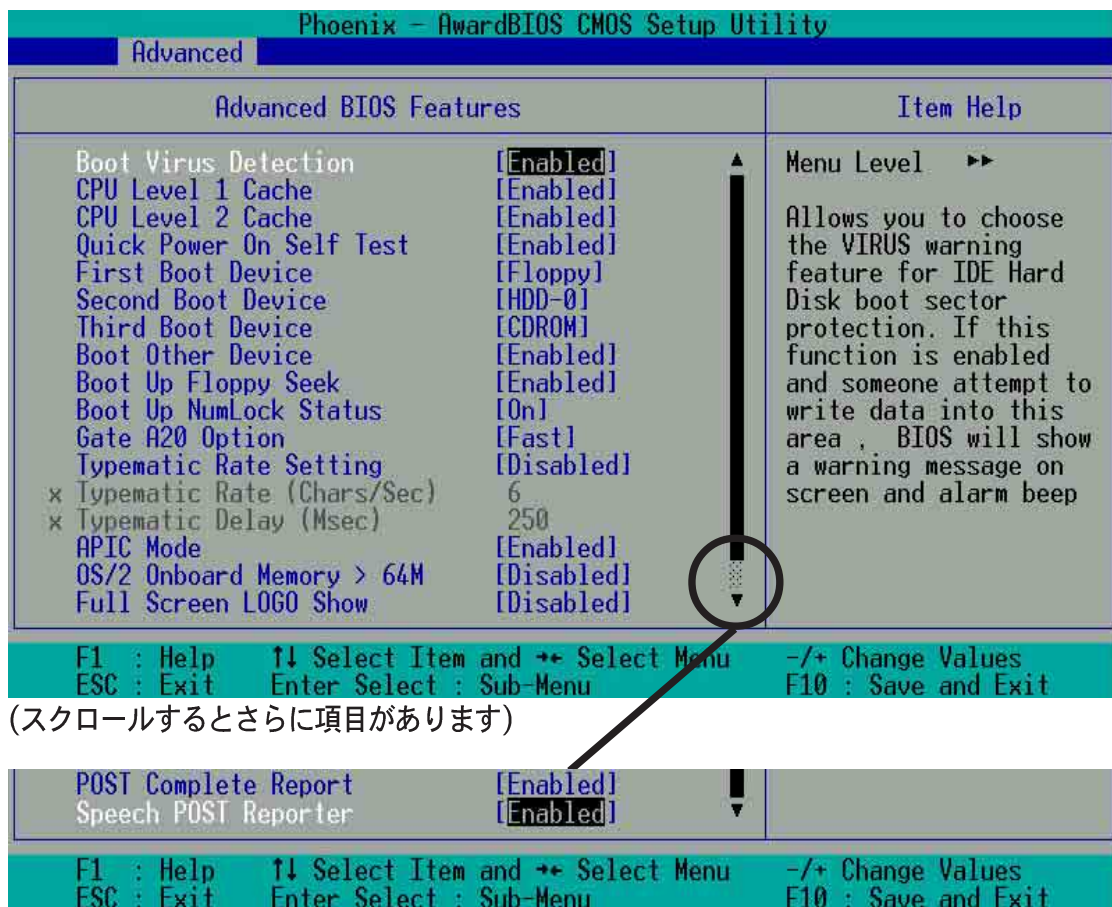 Phoenix - AwardBIOS CMOS Setup Utility
Advanced
Advanced BIOS Features
Item Help
Boot Virus Detection [Enabled]
CPU Level 1 Cache [Enabled]
CPU Level 2 Cache [Enabled]
Quick Power On Self Test [Enabled]
First Boot Device [Floppy]
Second Boot Device [HDD-0]
Third Boot Device [CDROM]
Boot Other Device [Enabled]
Boot Up Floppy Seek [Enabled]
Boot Up NumLock Status [On]
Gate A20 Option [Fast]
Typematic Rate Setting [Disabled]
x Typematic Rate (Chars/Sec) 6
x Typematic Delay (Msec) 250
APIC Mode [Enabled]
OS/2 Onboard Memory > 64M [Disabled]
Full Screen LOGO Show [Disabled]
Menu Level ▸▸
Allows you to choose
the VIRUS warning
feature for IDE Hard
Disk boot sector
protection. If this
function is enabled
and someone attempt to
write data into this
area , BIOS will show
a warning message on
screen and alarm beep
F1 : Help ↑↓ Select Item and →← Select Menu -/+ Change Values
ESC : Exit Enter Select : Sub-Menu F10 : Save and Exit
(スクロールするとさらに項目があります)
POST Complete Report [Enabled]
Speech POST Reporter [Enabled]
F1 : Help ↑↓ Select Item and →← Select Menu -/+ Change Values
ESC : Exit Enter Select : Sub-Menu F10 : Save and Exit